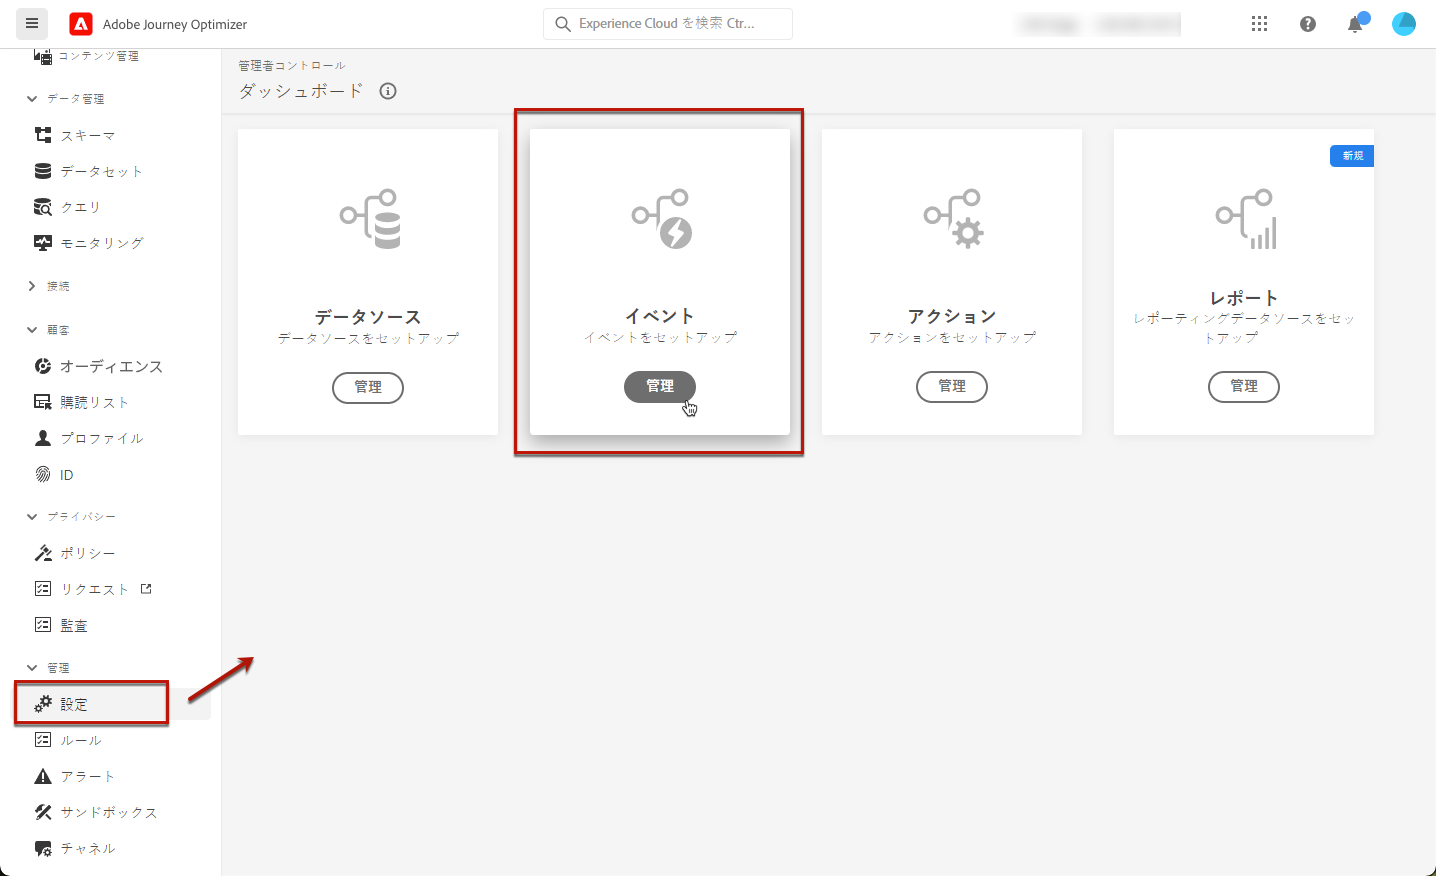 Adobe Journey Optimizer
Experience Cloud を検索 Ctr...
コンテンツ管理
データ管理
スキーマ
データセット
クエリ
モニタリング
接続
顧客
オーディエンス
購読リスト
プロファイル
ID
プライバシー
ポリシー
リクエスト
監査
管理
設定
ルール
アラート
サンドボックス
チャネル
管理者コントロール
ダッシュボード
データソース
データソースをセットアップ
管理
イベント
イベントをセットアップ
管理
アクション
アクションをセットアップ
管理
新規
レポート
レポーティングデータソースをセッ
トアップ
管理